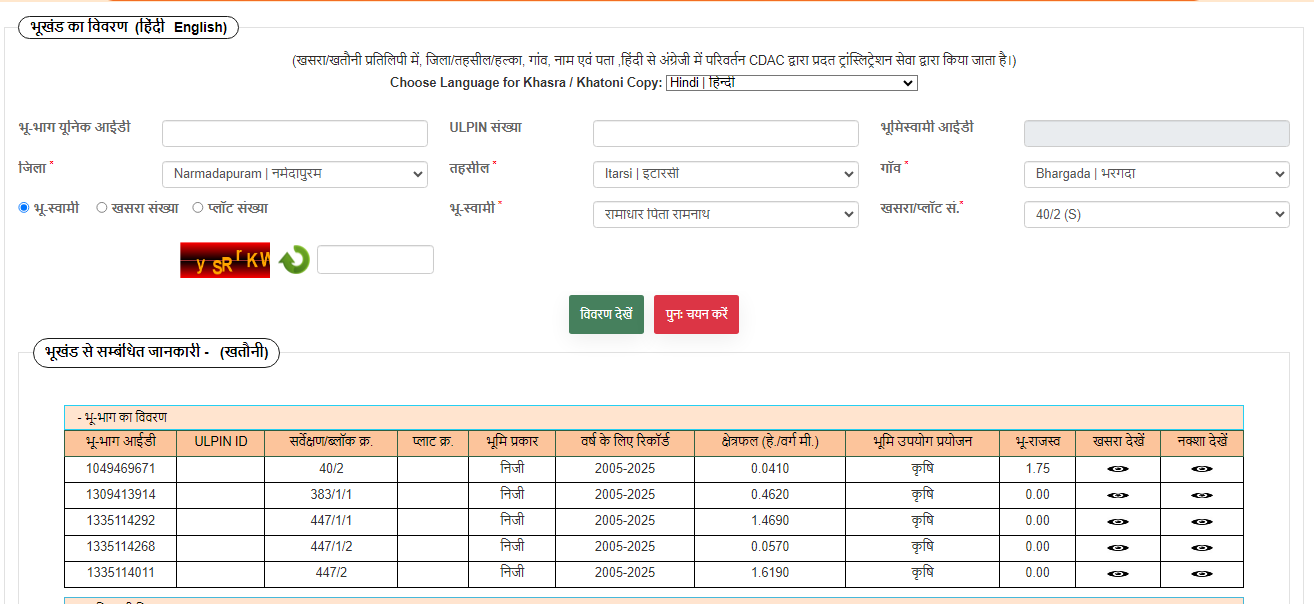 भूखंड का विवरण (हिंदी English)
(खसरा/खतौनी प्रतिलिपी में, जिला/तहसील/हल्का, गांव, नाम एवं पता ,हिंदी से अंग्रेजी में परिवर्तन CDAC द्वारा प्रदत ट्रांस्लिट्रेशन सेवा द्वारा किया जाता है।)
Choose Language for Khasra / Khatoni Copy: Hindi | हिन्दी
भू-भाग यूनिक आईडी ULPIN संख्या भूमिस्वामी आईडी
जिला * Narmadapuram | नर्मदापुरम तहसील * Itarsi | इटारसी गाँव * Bhargada | भरगदा
भू-स्वामी खसरा संख्या प्लॉट संख्या भू-स्वामी * रामाधार पिता रामनाथ खसरा/प्लॉट सं.* 40/2 (S)
विवरण देखें पुनः चयन करें
भूखंड से सम्बंधित जानकारी - (खतौनी)
- भू-भाग का विवरण
भू-भाग आईडी ULPIN ID सर्वेक्षण/ब्लॉक क्र. प्लाट क्र. भूमि प्रकार वर्ष के लिए रिकॉर्ड क्षेत्रफल (हे./वर्ग मी.) भूमि उपयोग प्रयोजन भू-राजस्व खसरा देखें नक्शा देखें
1049469671 40/2 निजी 2005-2025 0.0410 कृषि 1.75
1309413914 383/1/1 निजी 2005-2025 0.4620 कृषि 0.00
1335114292 447/1/1 निजी 2005-2025 1.4690 कृषि 0.00
1335114268 447/1/2 निजी 2005-2025 0.0570 कृषि 0.00
1335114011 447/2 निजी 2005-2025 1.6190 कृषि 0.00